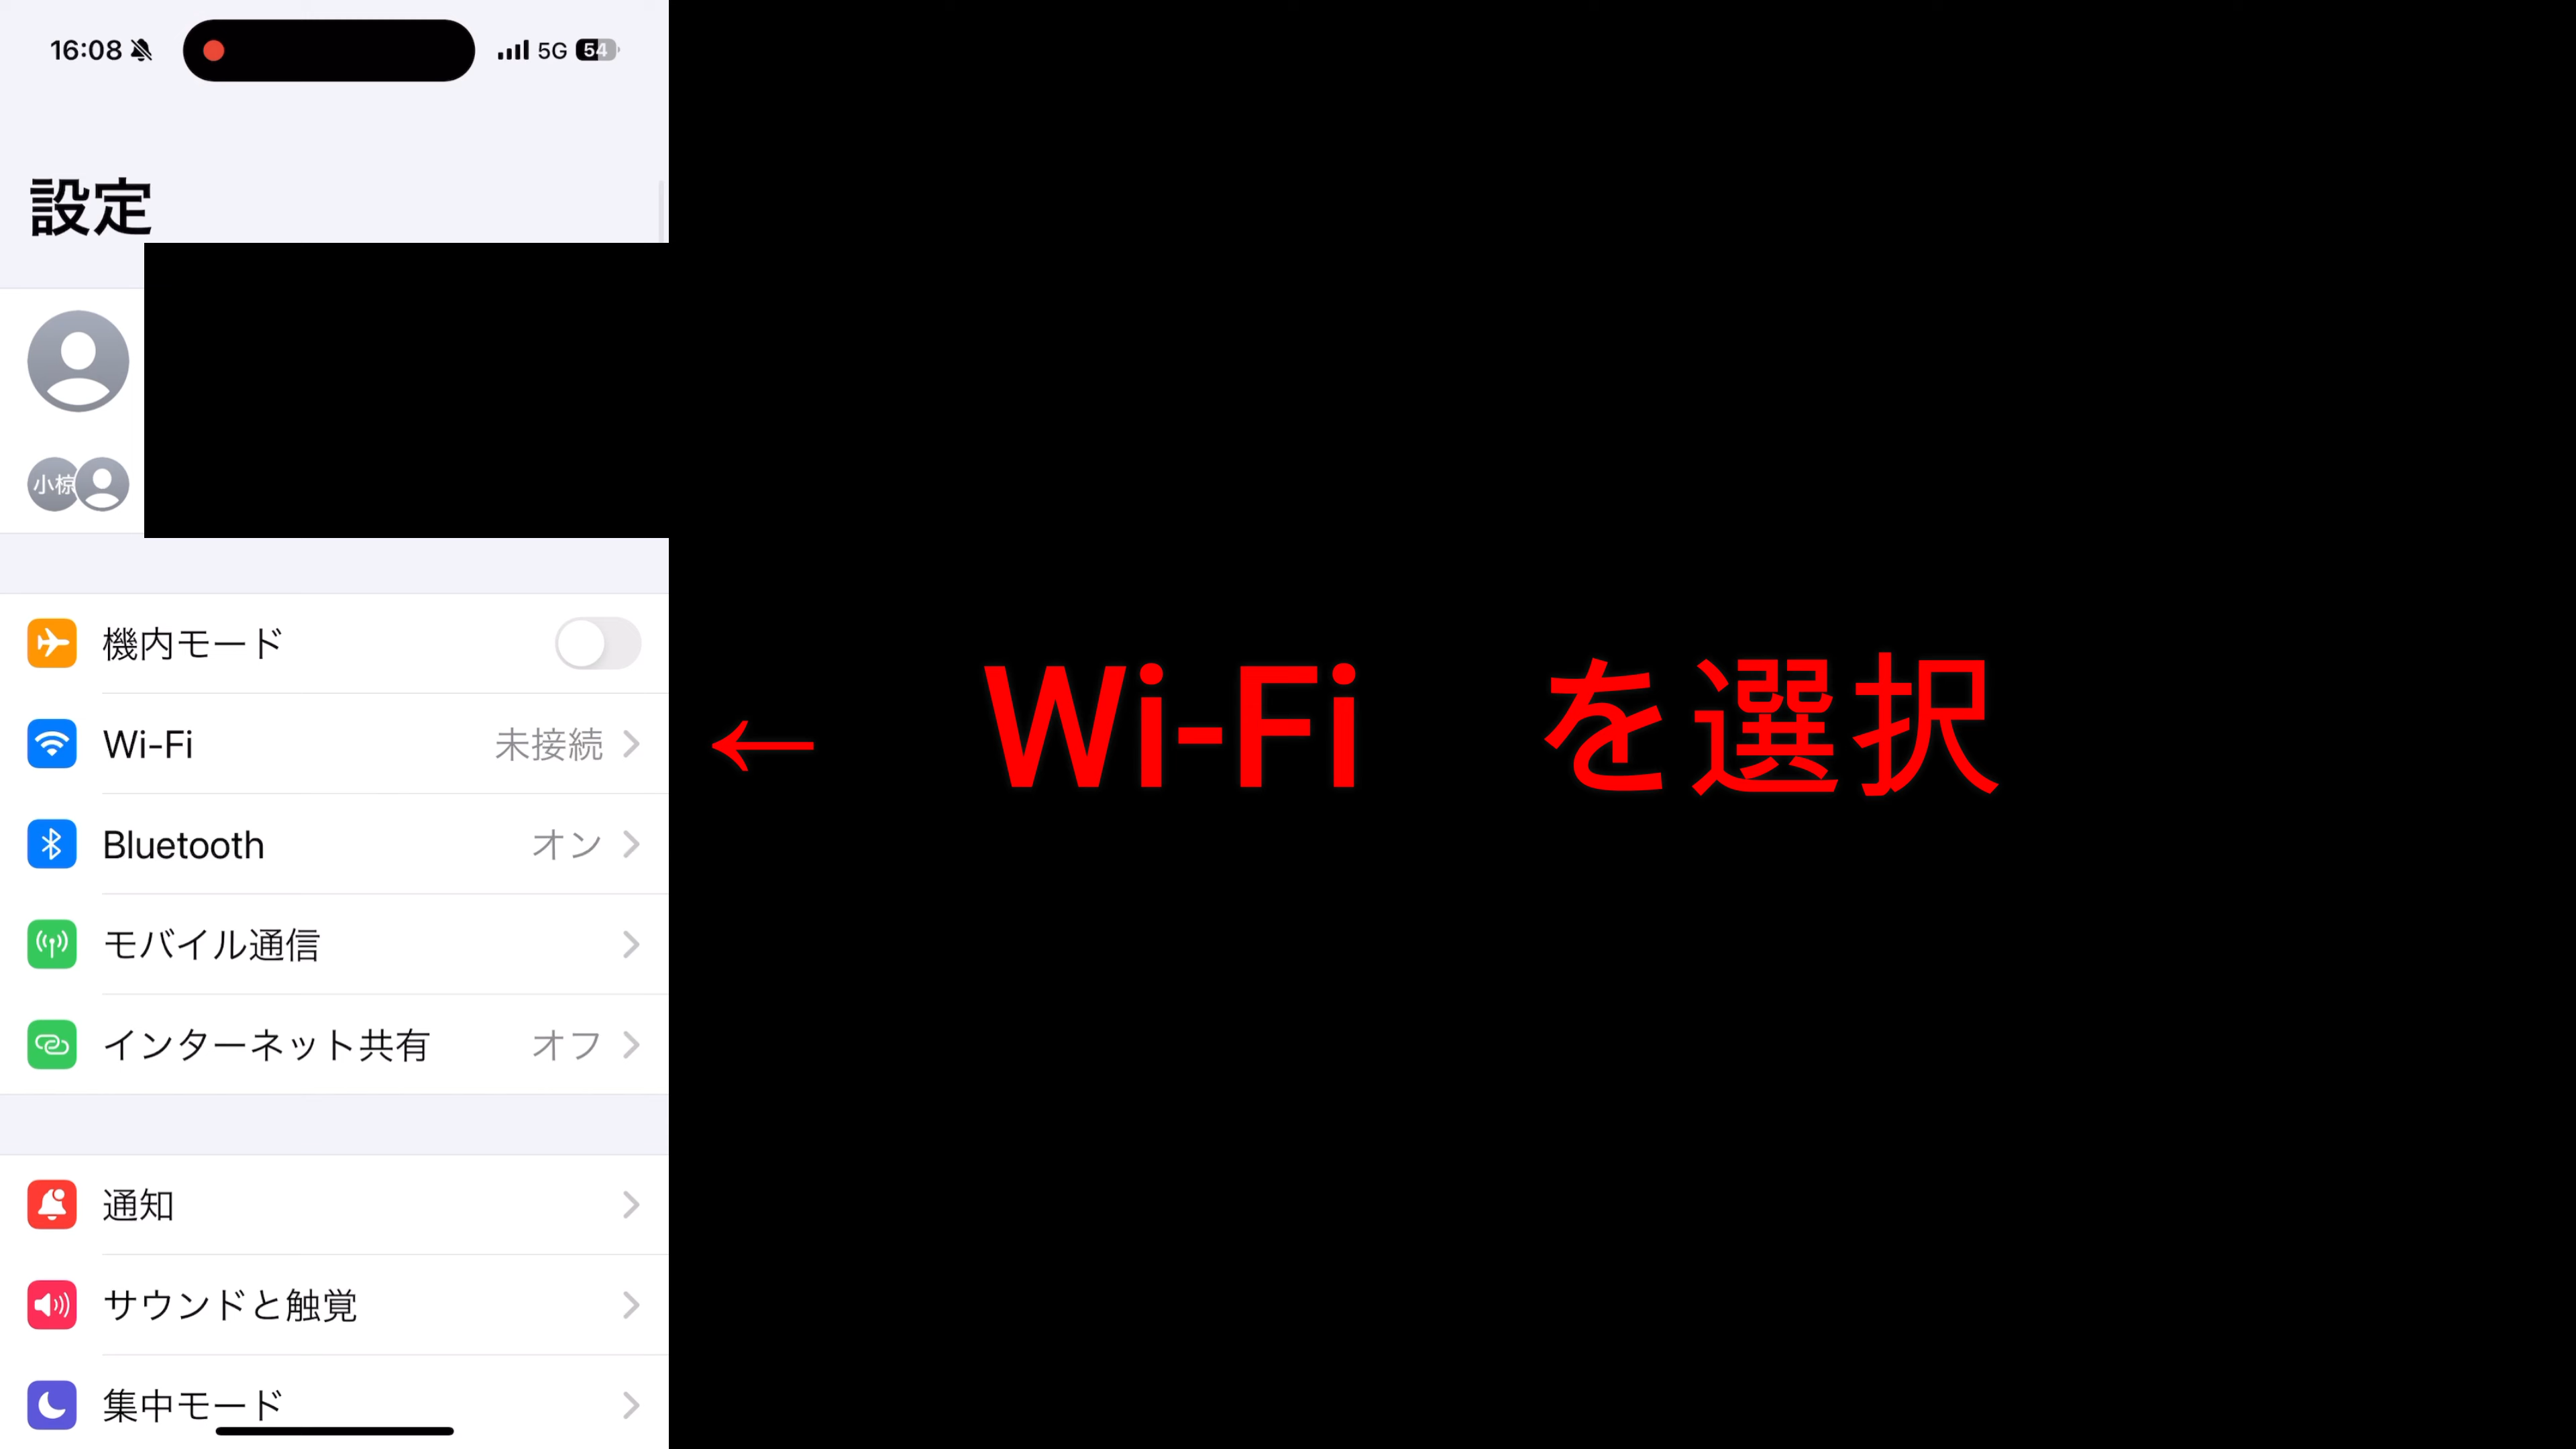 16:08 5G 54
設定
小椋
機内モード
Wi-Fi 未接続
← Wi-Fi を選択
Bluetooth オン
モバイル通信
インターネット共有 オフ
通知
サウンドと触覚
集中モード